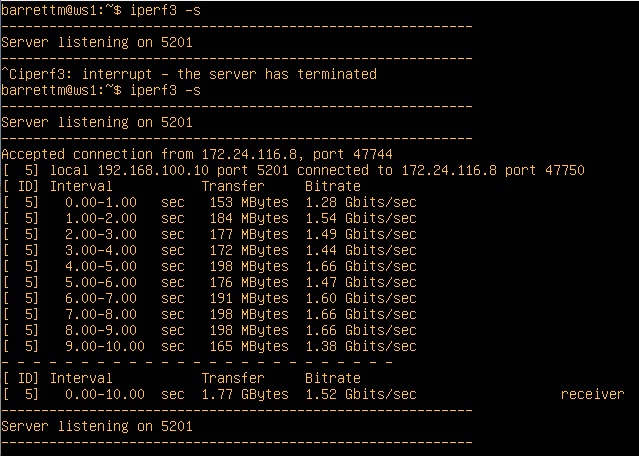 barrettm@ws1:~$ iperf3 -s
-----------------------------------------------------------
Server listening on 5201
-----------------------------------------------------------
^Ciperf3: interrupt - the server has terminated
barrettm@ws1:~$ iperf3 -s
-----------------------------------------------------------
Server listening on 5201
-----------------------------------------------------------
Accepted connection from 172.24.116.8, port 47744
[  5] local 192.168.100.10 port 5201 connected to 172.24.116.8 port 47750
[ ID] Interval           Transfer     Bitrate
[  5]   0.00-1.00   sec   153 MBytes  1.28 Gbits/sec
[  5]   1.00-2.00   sec   184 MBytes  1.54 Gbits/sec
[  5]   2.00-3.00   sec   177 MBytes  1.49 Gbits/sec
[  5]   3.00-4.00   sec   172 MBytes  1.44 Gbits/sec
[  5]   4.00-5.00   sec   198 MBytes  1.66 Gbits/sec
[  5]   5.00-6.00   sec   176 MBytes  1.47 Gbits/sec
[  5]   6.00-7.00   sec   191 MBytes  1.60 Gbits/sec
[  5]   7.00-8.00   sec   198 MBytes  1.66 Gbits/sec
[  5]   8.00-9.00   sec   198 MBytes  1.66 Gbits/sec
[  5]   9.00-10.00  sec   165 MBytes  1.38 Gbits/sec
- - - - - - - - - - - - - - - - - - - - - - - - -
[ ID] Interval           Transfer     Bitrate
[  5]   0.00-10.00  sec  1.77 GBytes  1.52 Gbits/sec                  receiver
-----------------------------------------------------------
Server listening on 5201
-----------------------------------------------------------